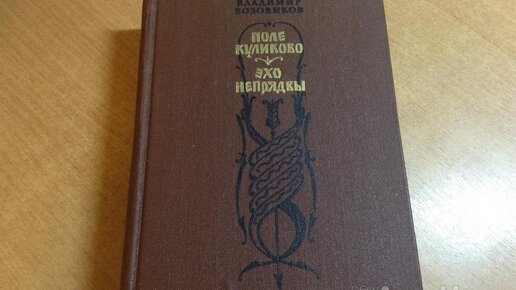 ВЛАДИМИР
ВОЗОВИКОВ
ПОЛЕ
КУЛИКОВО
ЭХО
НЕПРЯДВЫ